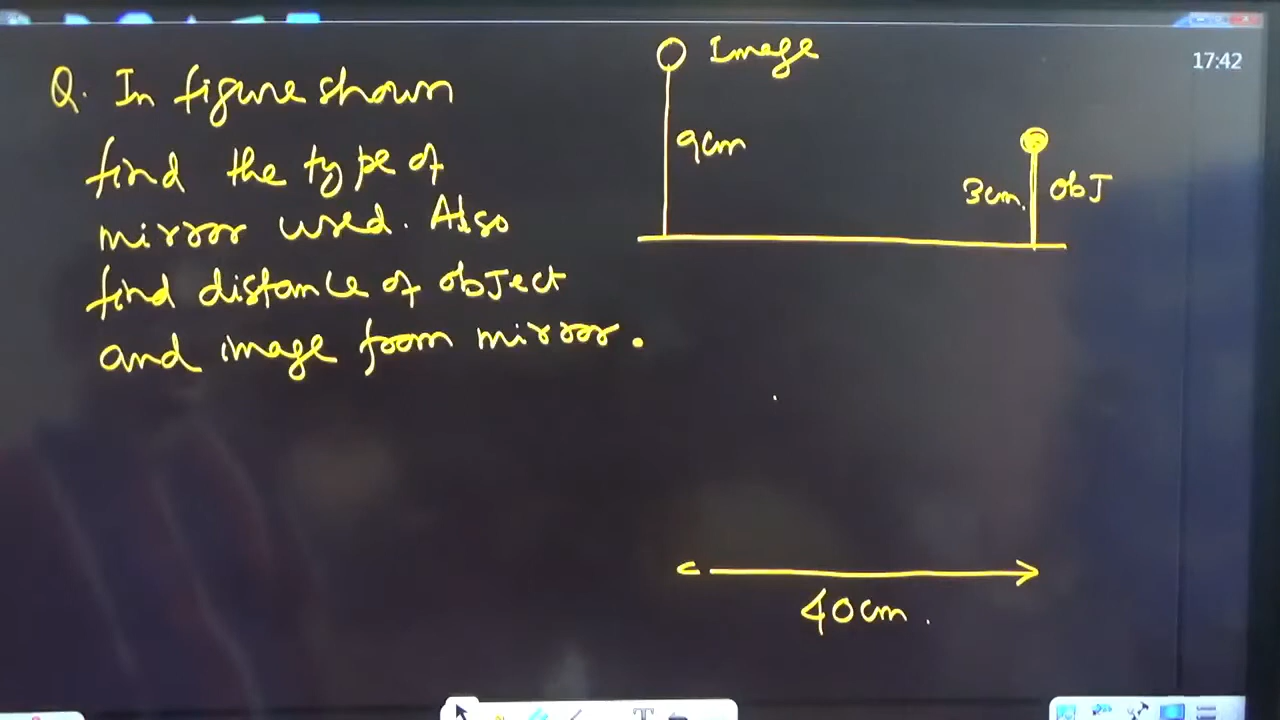 Q. In figure shown
find the type of
mirror used. Also
find distance of object
and image from mirror.
Image
9cm
3cm. obJ
40cm.
17:42